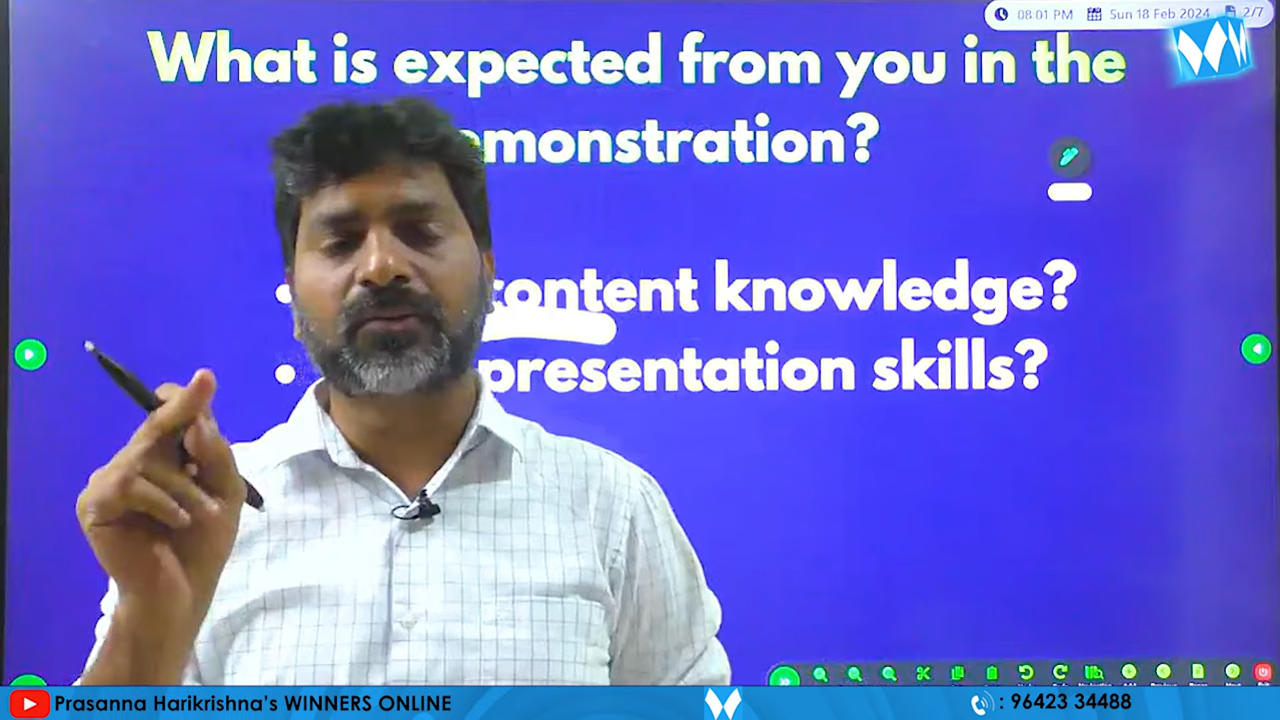 08:01 PM Sun 18 Feb 2024 2/7
What is expected from you in the
emonstration?
content knowledge?
presentation skills?
Prasanna Harikrishna's WINNERS ONLINE
: 96423 34488